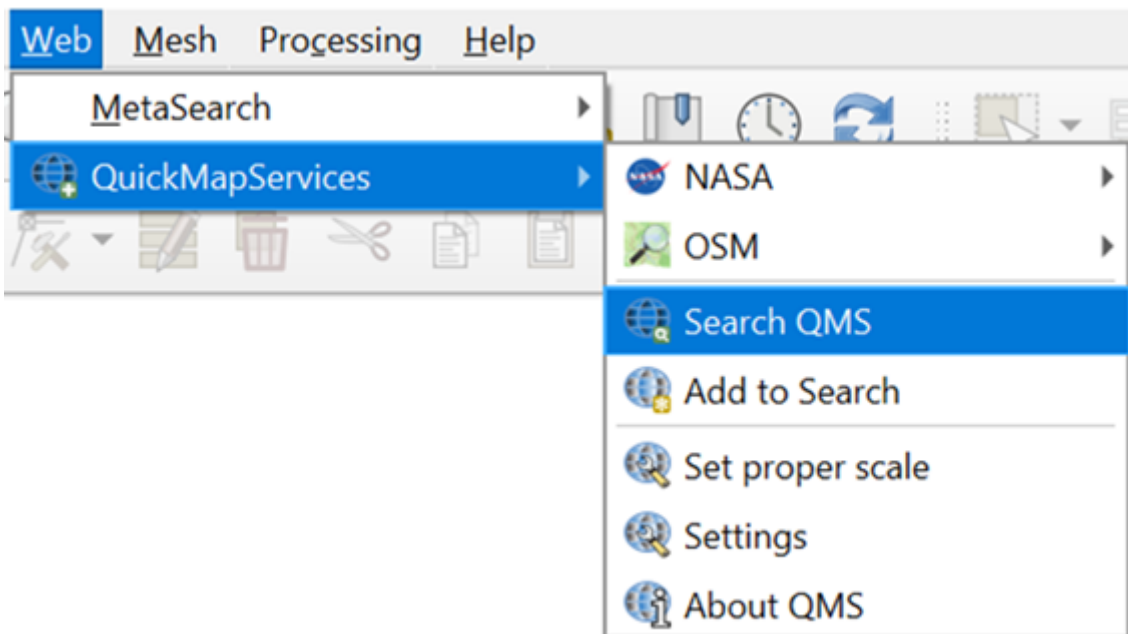 Web Mesh Processing Help
MetaSearch
QuickMapServices
NASA
OSM
Search QMS
Add to Search
Set proper scale
Settings
About QMS